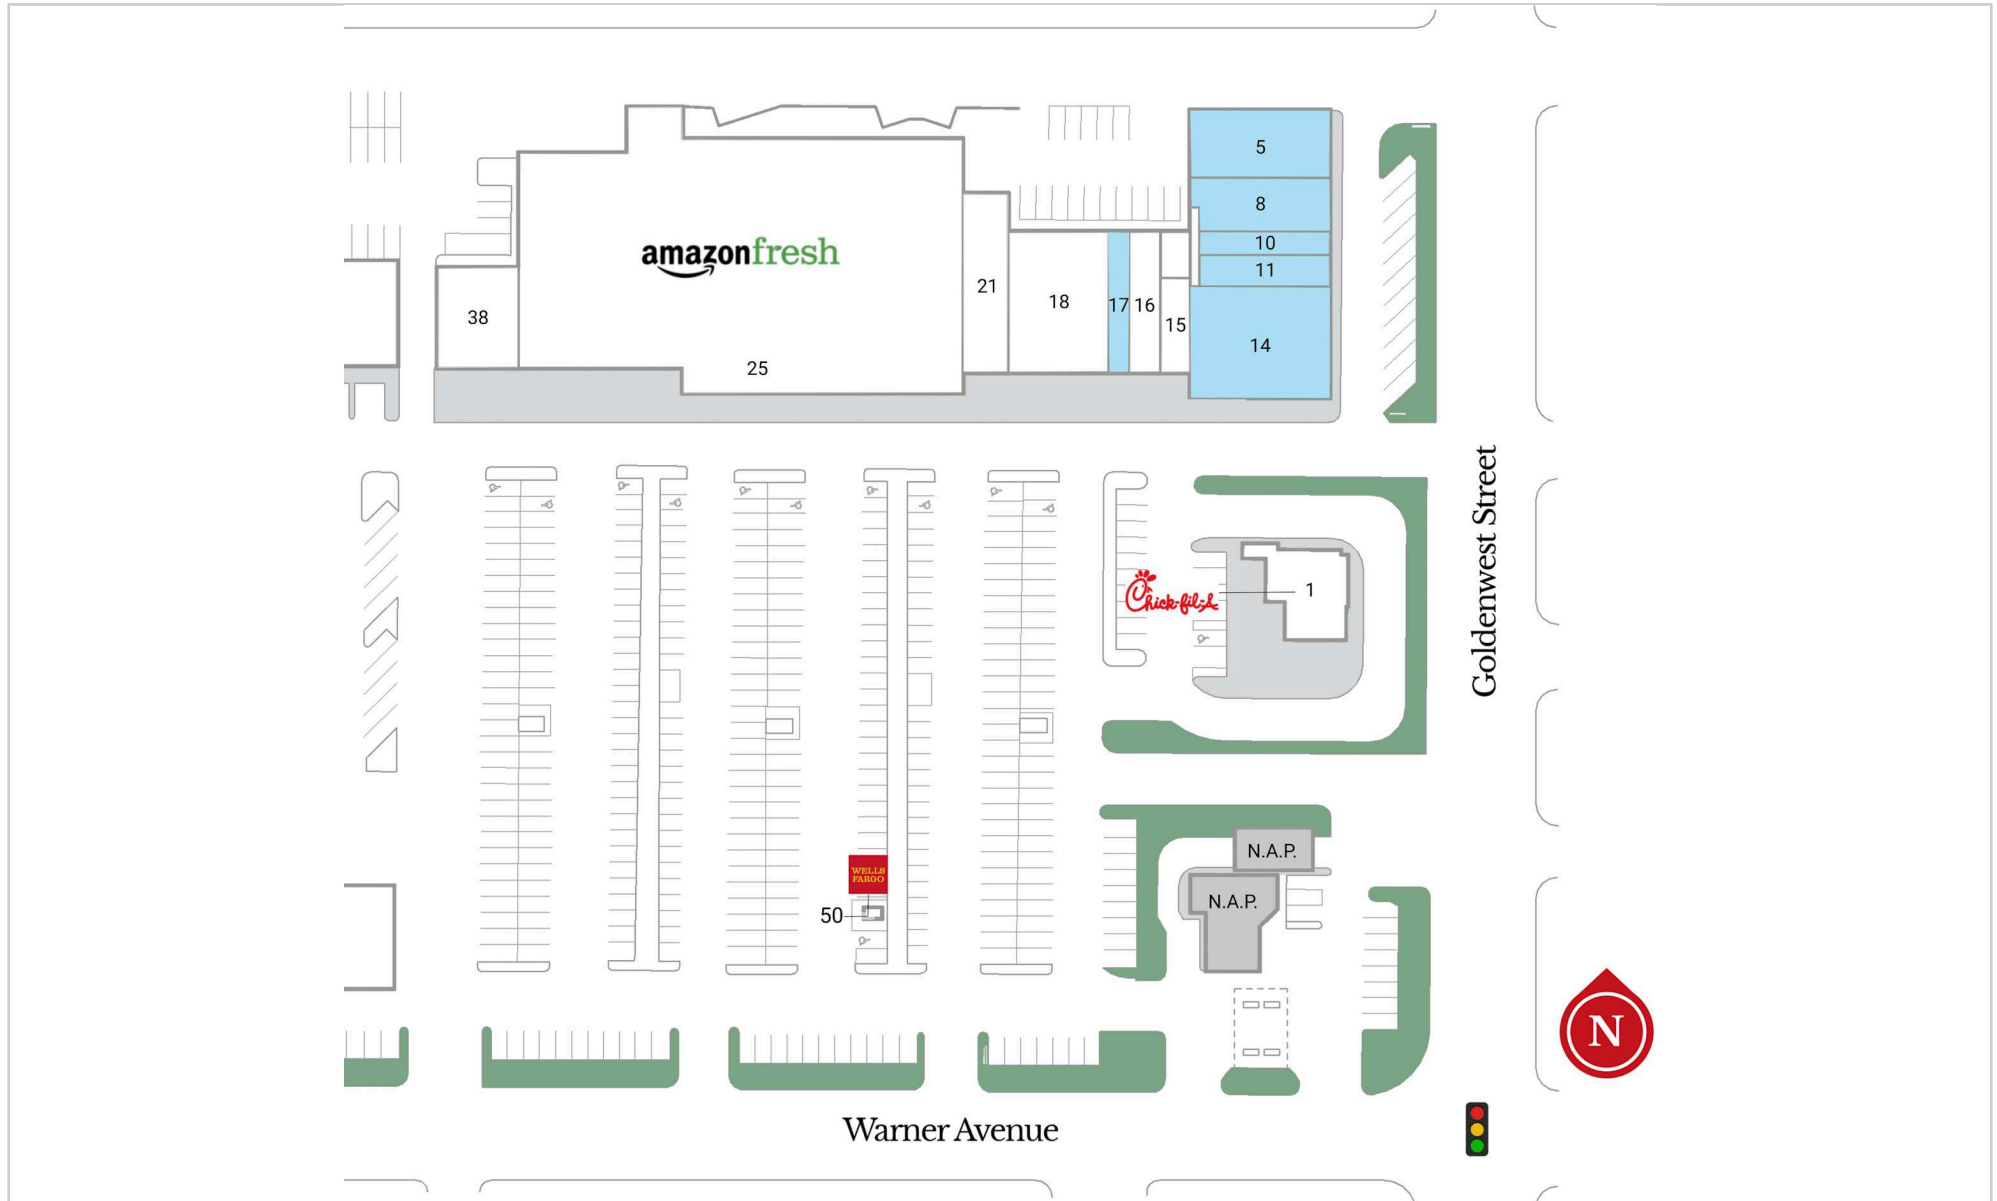 5
8
10
11
amazonfresh
21
18
17
16
15
14
38
25
Goldenwest Street
Chick-fil-A
1
N.A.P.
WELLS
FARGO
N.A.P.
50
N
Warner Avenue